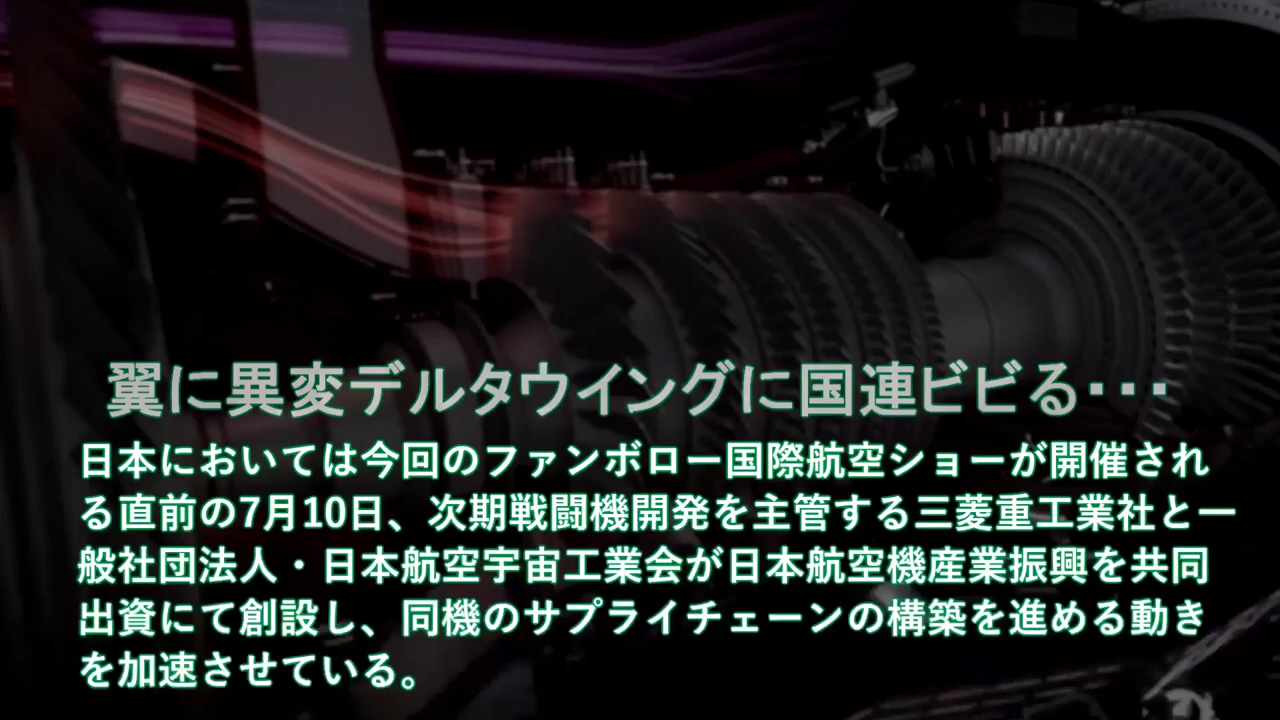 翼に異変デルタウイングに国連ビビる・・・
日本においては今回のファンボロー国際航空ショーが開催され
る直前の7月10日、次期戦闘機開発を主管する三菱重工業社と一
般社団法人・日本航空宇宙工業会が日本航空機産業振興を共同
出資にて創設し、同機のサプライチェーンの構築を進める動き
を加速させている。